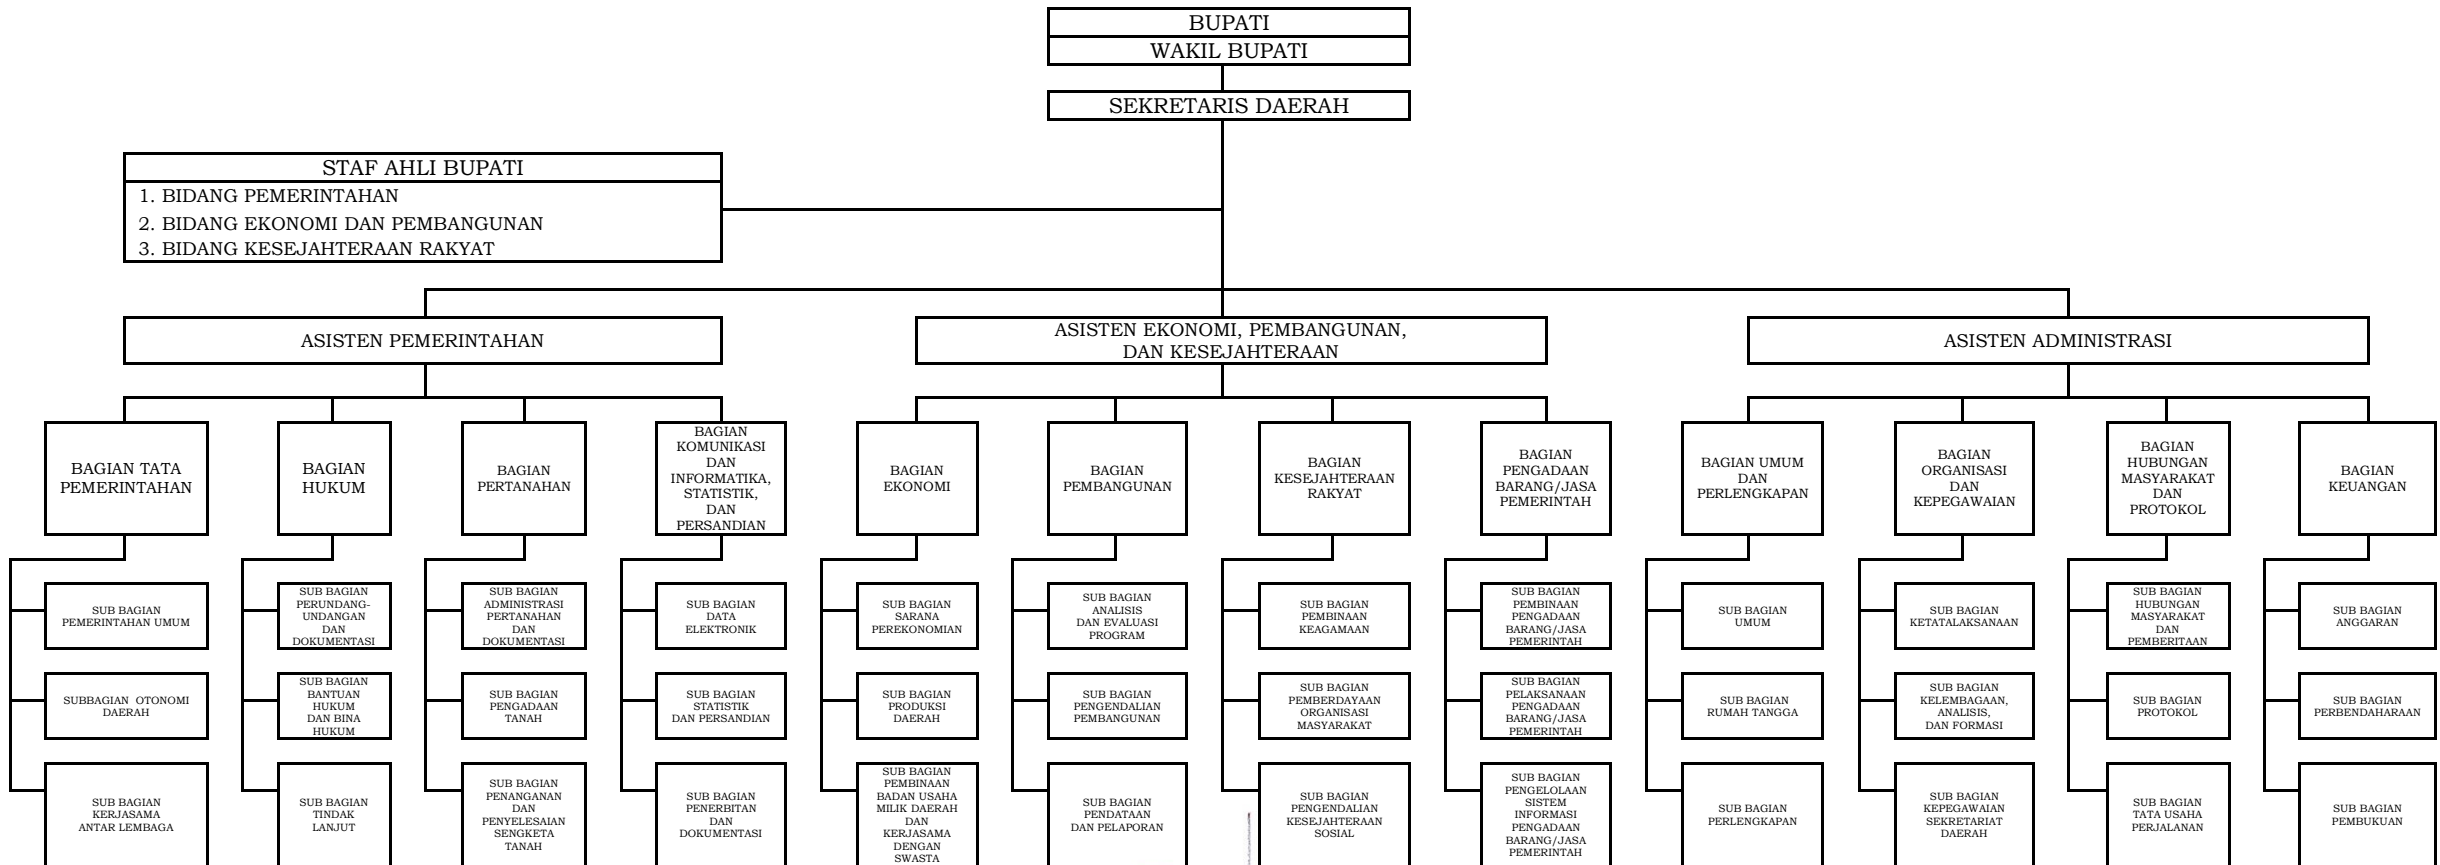 BUPATI
WAKIL BUPATI
SEKRETARIS DAERAH
STAF AHLI BUPATI
1. BIDANG PEMERINTAHAN
2. BIDANG EKONOMI DAN PEMBANGUNAN
3. BIDANG KESEJAHTERAAN RAKYAT
ASISTEN PEMERINTAHAN
ASISTEN EKONOMI, PEMBANGUNAN,
DAN KESEJAHTERAAN
ASISTEN ADMINISTRASI
BAGIAN TATA
PEMERINTAHAN
BAGIAN
HUKUM
BAGIAN
PERTANAHAN
BAGIAN
KOMUNIKASI
DAN
INFORMATIKA,
STATISTIK,
DAN
PERSANDIAN
BAGIAN
EKONOMI
BAGIAN
PEMBANGUNAN
BAGIAN
KESEJAHTERAAN
RAKYAT
BAGIAN
PENGADAAN
BARANG/JASA
PEMERINTAH
BAGIAN UMUM
DAN
PERLENGKAPAN
BAGIAN
ORGANISASI
DAN
KEPEGAWAIAN
BAGIAN
HUBUNGAN
MASYARAKAT
DAN
PROTOKOL
BAGIAN
KEUANGAN
SUB BAGIAN
PEMERINTAHAN UMUM
SUB BAGIAN
PERUNDANG-
UNDANGAN
DAN
DOKUMENTASI
SUB BAGIAN
ADMINISTRASI
PERTANAHAN
DAN
DOKUMENTASI
SUB BAGIAN
DATA
ELEKTRONIK
SUB BAGIAN
SARANA
PEREKONOMIAN
SUB BAGIAN
ANALISIS
DAN EVALUASI
PROGRAM
SUB BAGIAN
PEMBINAAN
KEAGAMAAN
SUB BAGIAN
PEMBINAAN
PENGADAAN
BARANG/JASA
PEMERINTAH
SUB BAGIAN
UMUM
SUB BAGIAN
KETATALAKSANAAN
SUB BAGIAN
HUBUNGAN
MASYARAKAT
DAN
PEMBERITAAN
SUB BAGIAN
ANGGARAN
SUBBAGIAN OTONOMI
DAERAH
SUB BAGIAN
BANTUAN
HUKUM
DAN BINA
HUKUM
SUB BAGIAN
PENGADAAN
TANAH
SUB BAGIAN
STATISTIK
DAN PERSANDIAN
SUB BAGIAN
PRODUKSI
DAERAH
SUB BAGIAN
PENGENDALIAN
PEMBANGUNAN
SUB BAGIAN
PEMBERDAYAAN
ORGANISASI
MASYARAKAT
SUB BAGIAN
PELAKSANAAN
PENGADAAN
BARANG/JASA
PEMERINTAH
SUB BAGIAN
RUMAH TANGGA
SUB BAGIAN
KELEMBAGAAN,
ANALISIS,
DAN FORMASI
SUB BAGIAN
PROTOKOL
SUB BAGIAN
PERBENDAHARAAN
SUB BAGIAN
KERJASAMA
ANTAR LEMBAGA
SUB BAGIAN
TINDAK
LANJUT
SUB BAGIAN
PENANGANAN
DAN
PENYELESAIAN
SENGKETA
TANAH
SUB BAGIAN
PENERBITAN
DAN
DOKUMENTASI
SUB BAGIAN
PEMBINAAN
BADAN USAHA
MILIK DAERAH
DAN
KERJASAMA
DENGAN
SWASTA
SUB BAGIAN
PENDATAAN
DAN PELAPORAN
SUB BAGIAN
PENGENDALIAN
KESEJAHTERAAN
SOSIAL
SUB BAGIAN
PENGELOLAAN
SISTEM
INFORMASI
PENGADAAN
BARANG/JASA
PEMERINTAH
SUB BAGIAN
PERLENGKAPAN
SUB BAGIAN
KEPEGAWAIAN
SEKRETARIAT
DAERAH
SUB BAGIAN
TATA USAHA
PERJALANAN
SUB BAGIAN
PEMBUKUAN